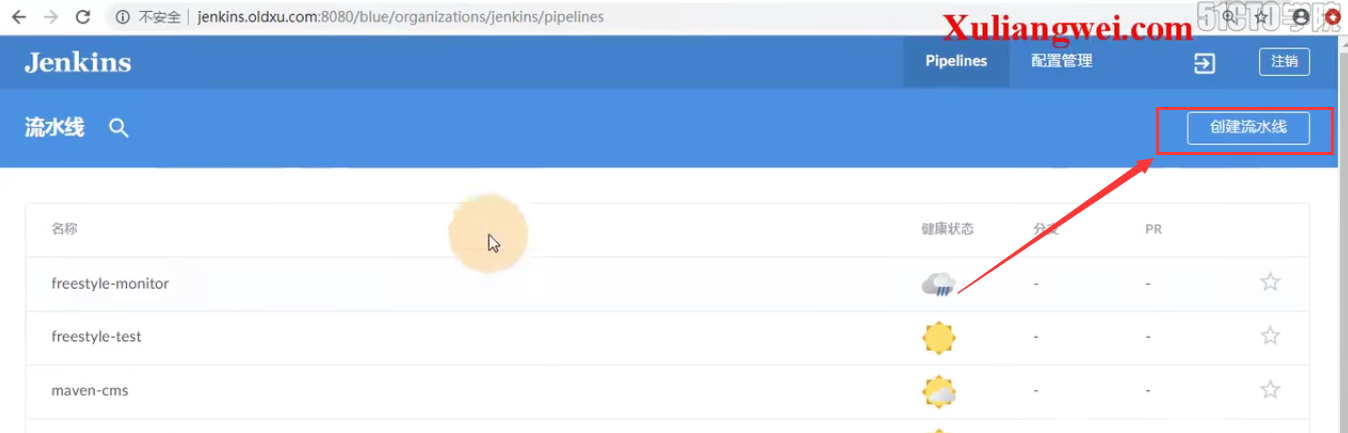 不安全 jenkins.oldxu.com:8080/blue/organizations/jenkins/pipelines
Xuliangwei.com 51CTO学院
Jenkins Pipelines 配置管理 注销
流水线 创建流水线
名称 健康状态 分支 PR
freestyle-monitor - -
freestyle-test - -
maven-cms - -